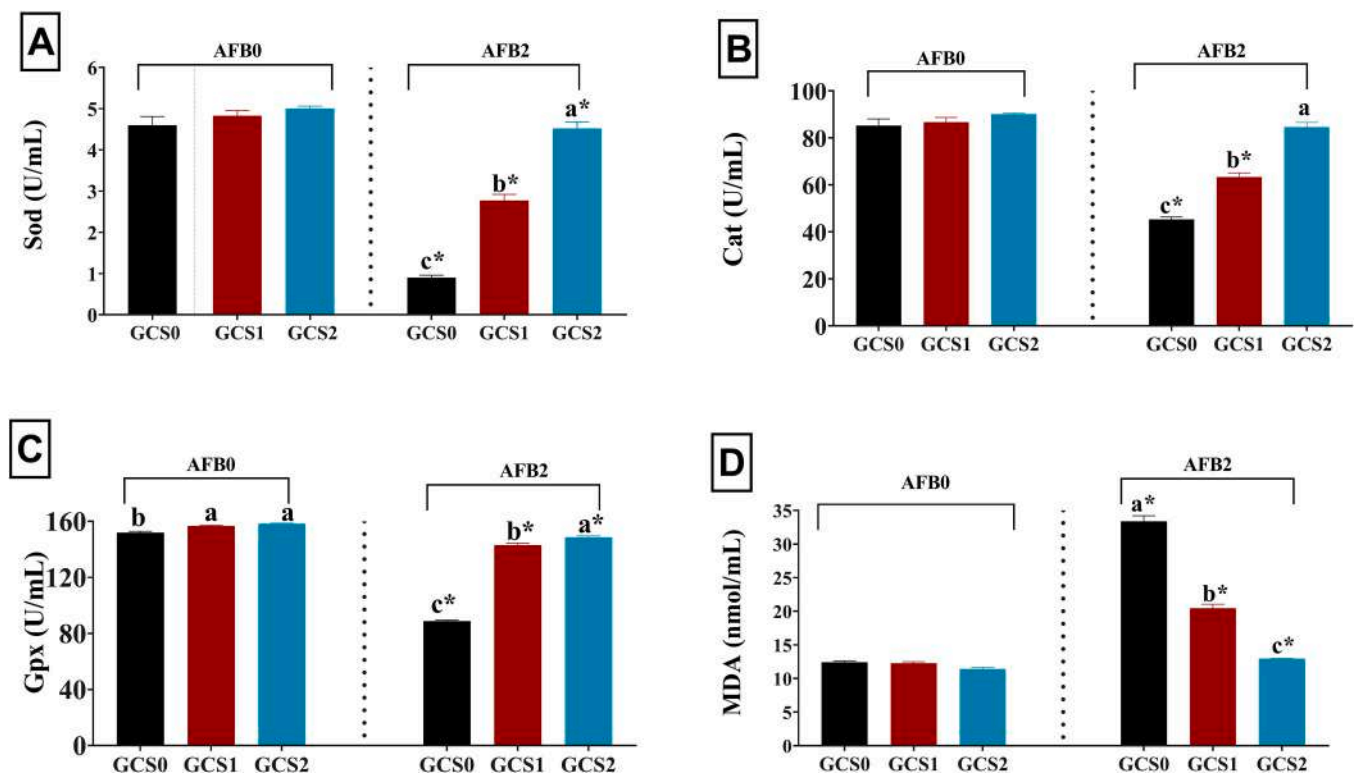 A
AFB0
AFB2
Sod (U/mL)
6
5
4
3
2
1
0
a*
b*
c*
GCS0 GCS1 GCS2 GCS0 GCS1 GCS2
B
AFB0
AFB2
Cat (U/mL)
100
80
60
40
20
0
a
b*
c*
GCS0 GCS1 GCS2 GCS0 GCS1 GCS2
C
AFB0
AFB2
Gpx (U/mL)
160
120
80
40
0
b a a
c* b* a*
GCS0 GCS1 GCS2 GCS0 GCS1 GCS2
D
AFB0
AFB2
MDA (nmol/mL)
35
30
25
20
15
10
5
0
a*
b*
c*
GCS0 GCS1 GCS2 GCS0 GCS1 GCS2